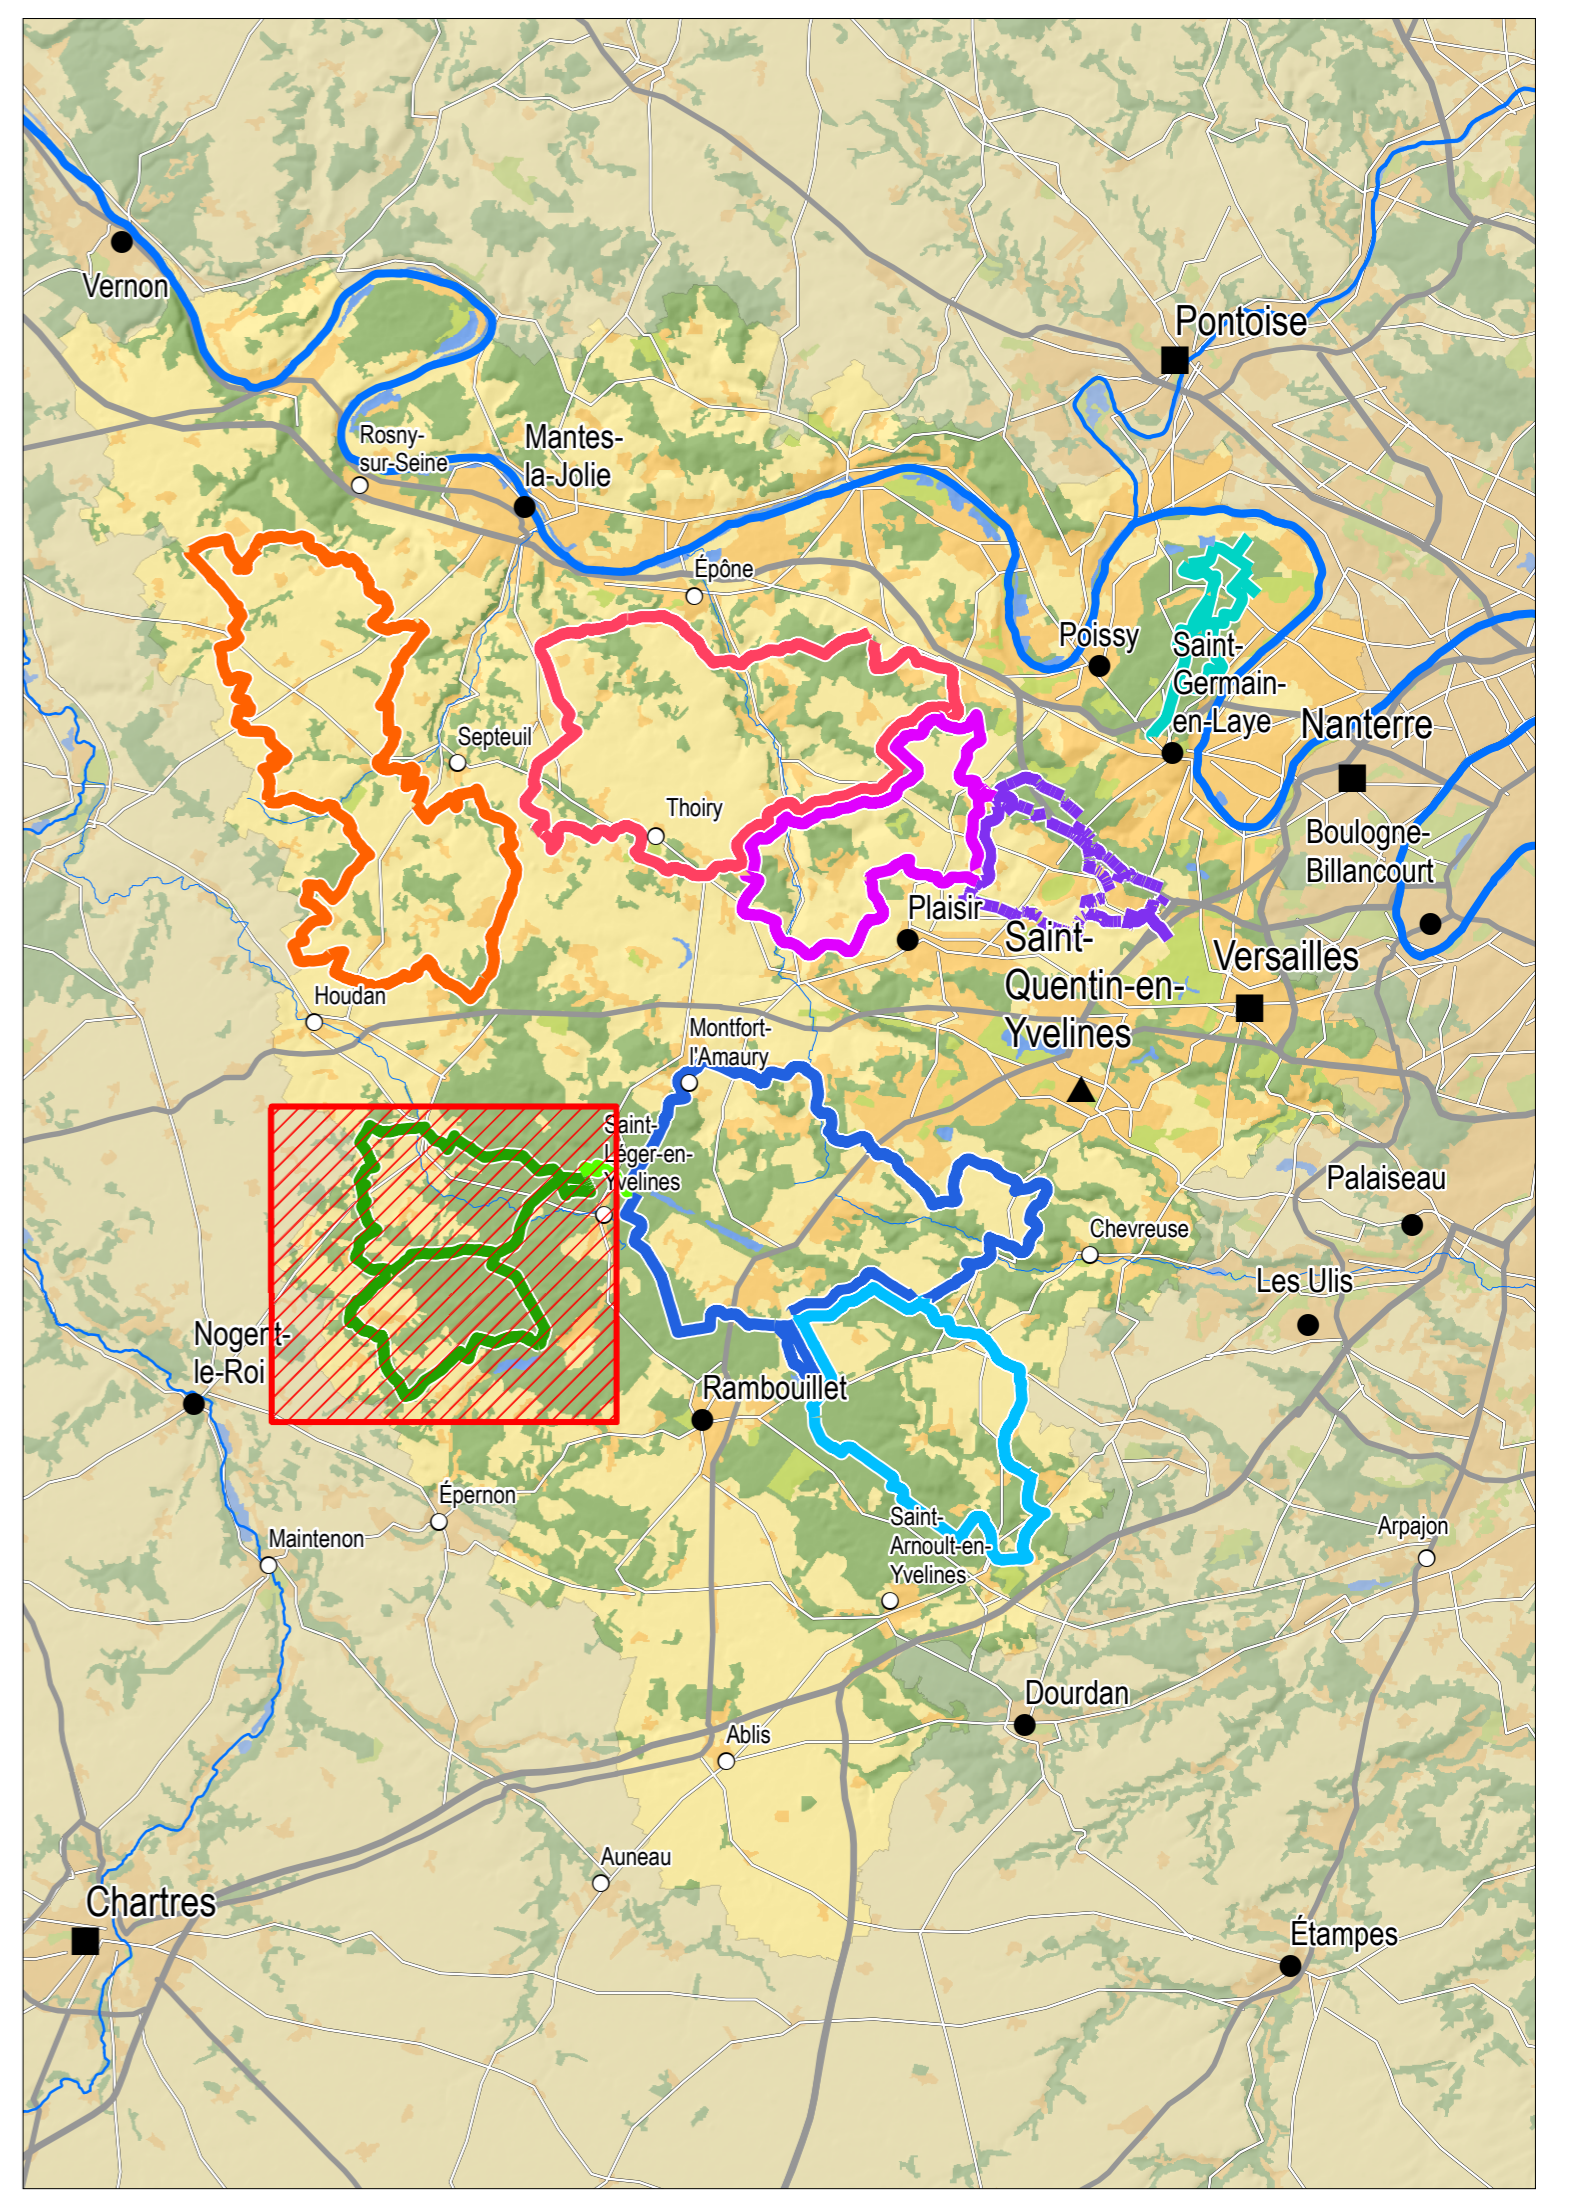 Vernon
Pontoise
Rosny-
sur-Seine
Mantes-
la-Jolie
Épône
Poissy
Saint-
Germain-
en-Laye
Nanterre
Septeuil
Thoiry
Boulogne-
Billancourt
Plaisir
Saint-
Quentin-en-
Yvelines
Versailles
Houdan
Montfort-
l'Amaury
Saint-
Léger-en-
Yvelines
Palaiseau
Chevreuse
Les Ulis
Nogent-
le-Roi
Rambouillet
Épernon
Maintenon
Saint-
Arnoult-en-
Yvelines
Arpajon
Dourdan
Ablis
Auneau
Chartres
Étampes